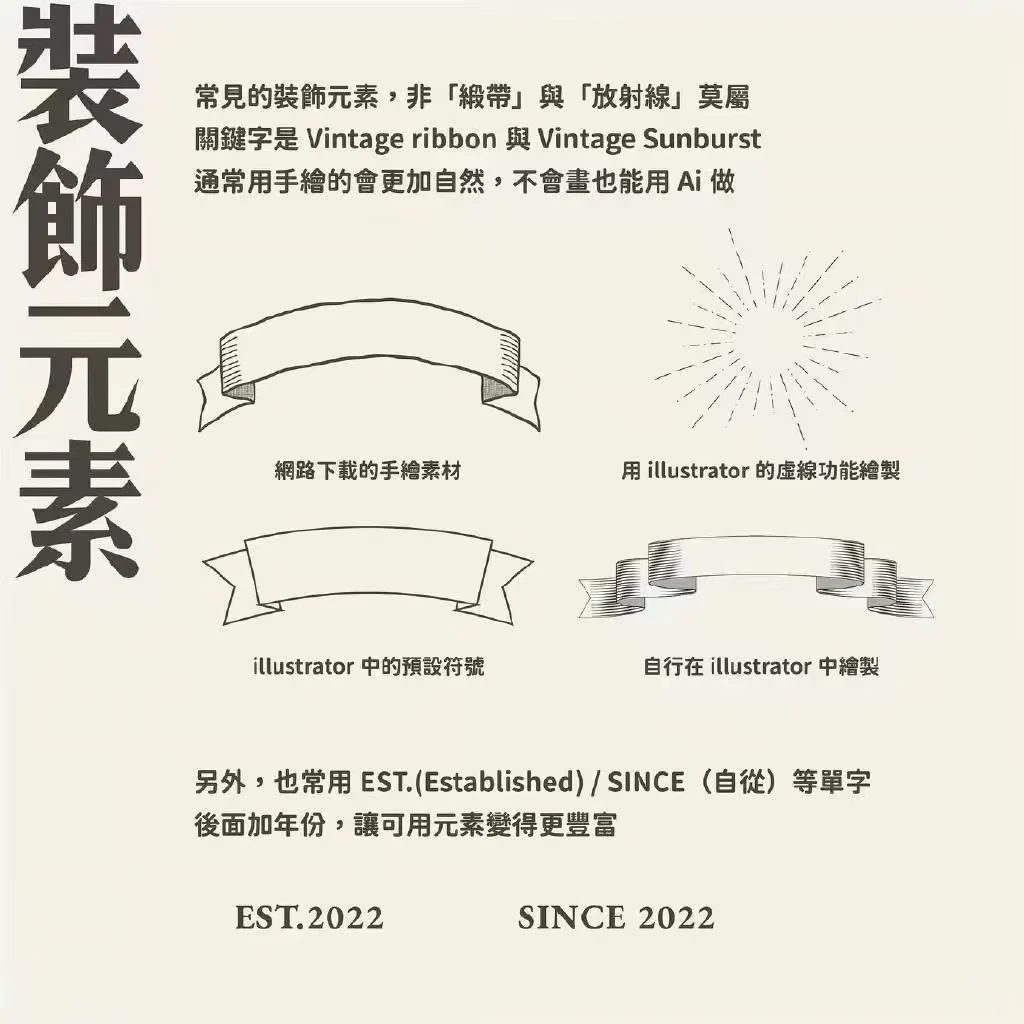 裝飾元素
常見的裝飾元素，非「緞帶」與「放射線」莫屬
關鍵字是 Vintage ribbon 與 Vintage Sunburst
通常用手繪的會更加自然，不會畫也能用 Ai 做
網路下載的手繪素材
用 illustrator 的虛線功能繪製
illustrator 中的預設符號
自行在 illustrator 中繪製
另外，也常用 EST.(Established) / SINCE（自從）等單字
後面加年份，讓可用元素變得更豐富
EST.2022
SINCE 2022